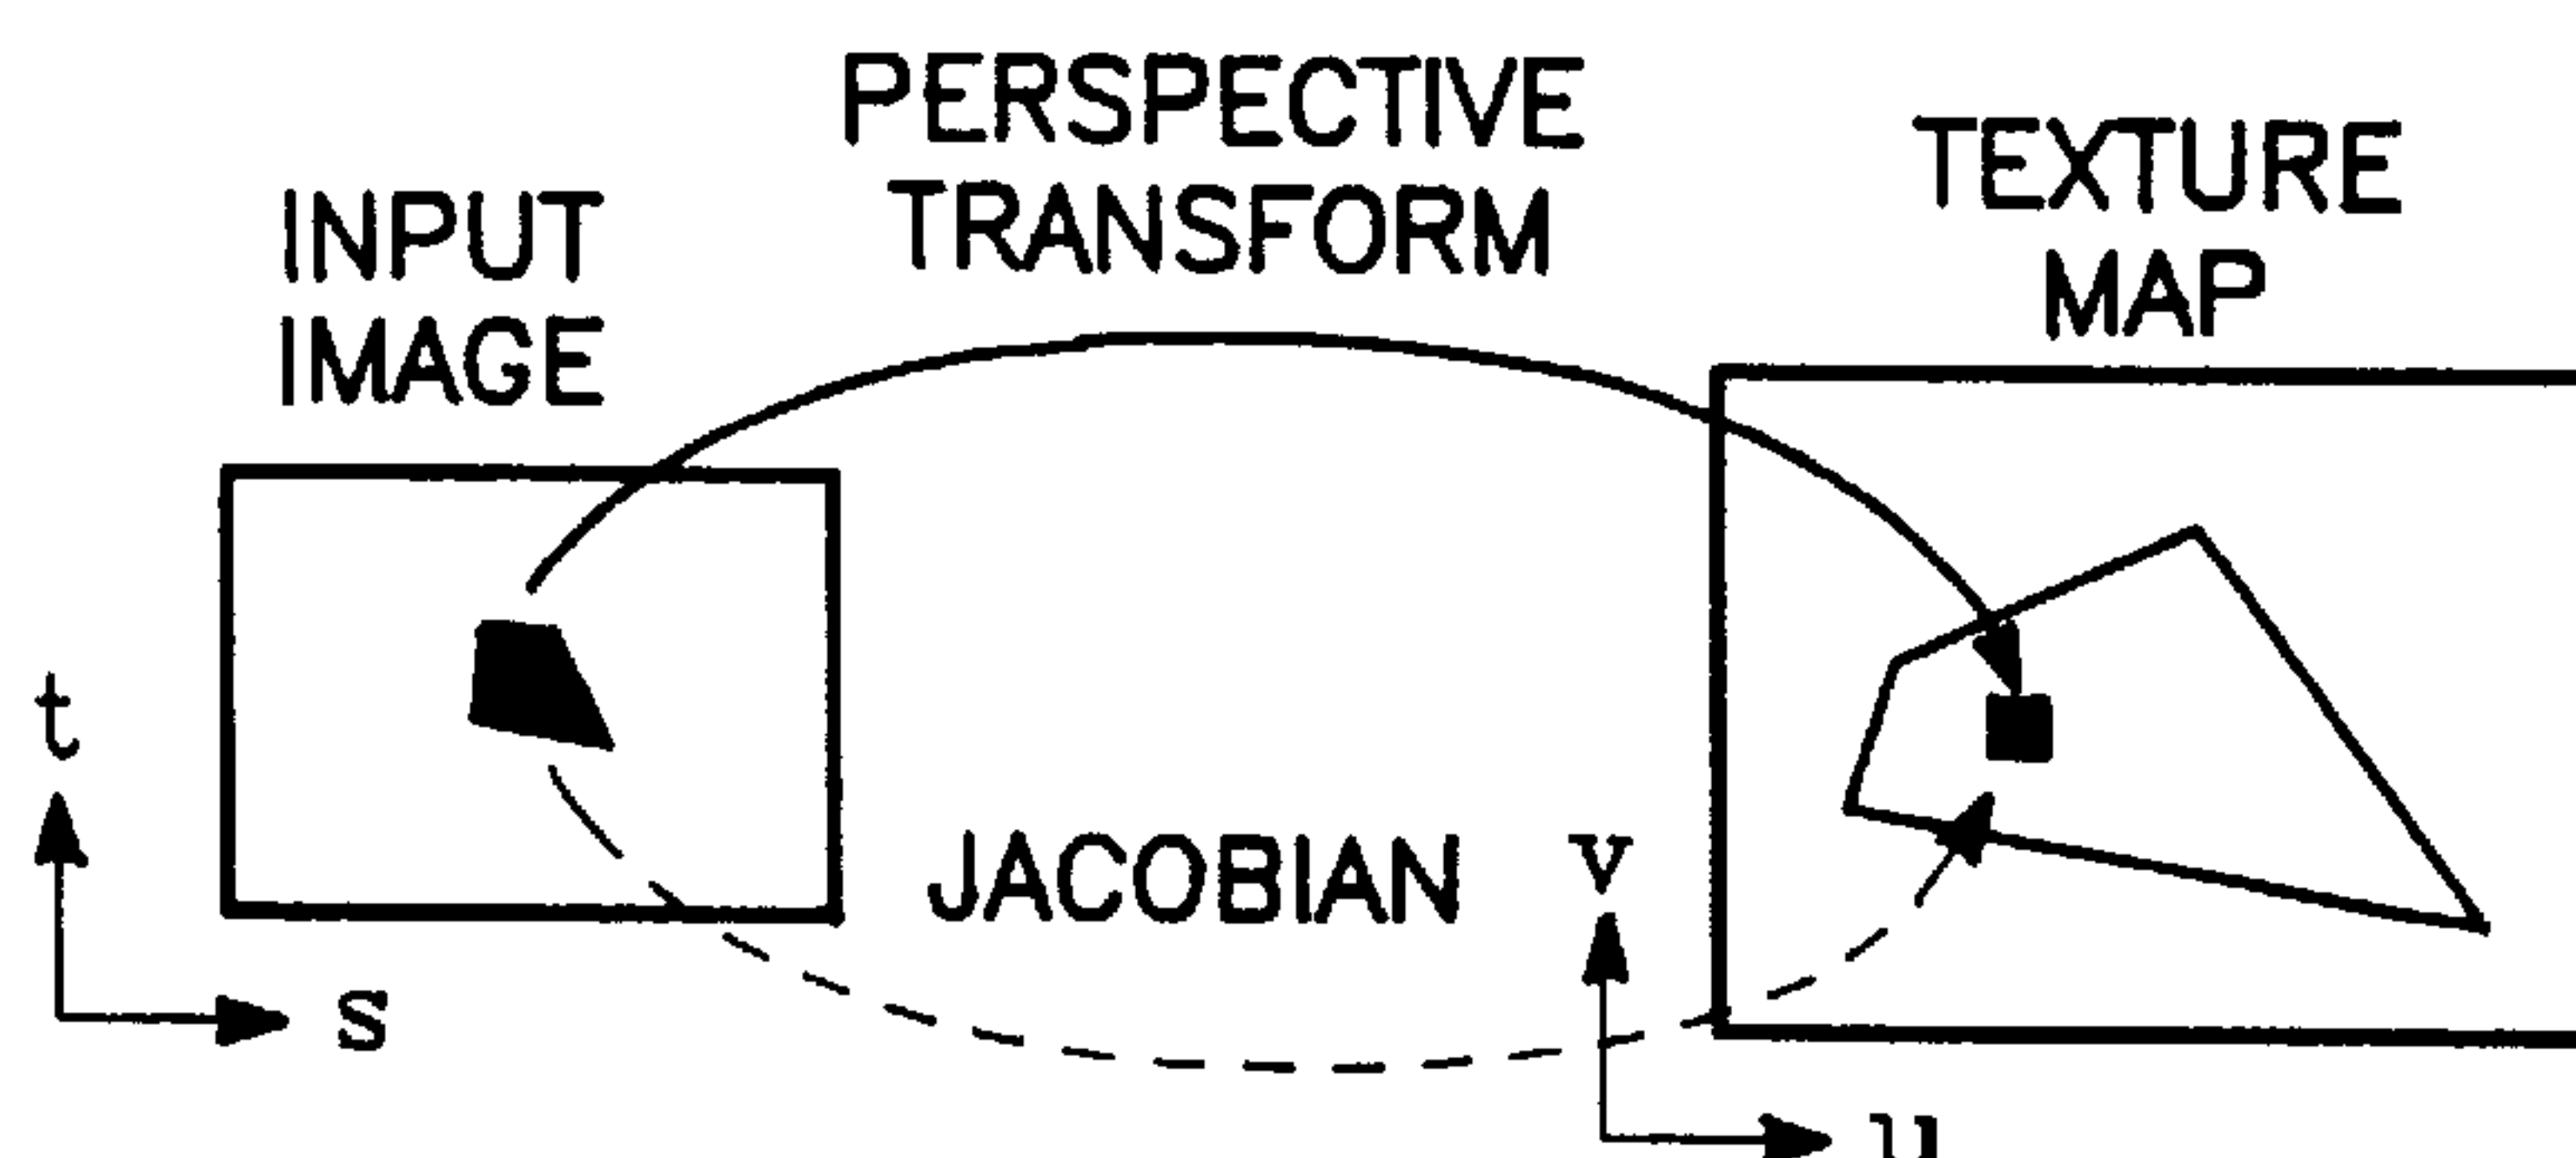 PERSPECTIVE
TRANSFORM
TEXTURE
MAP
INPUT
IMAGE
t
s
JACOBIAN
v
u